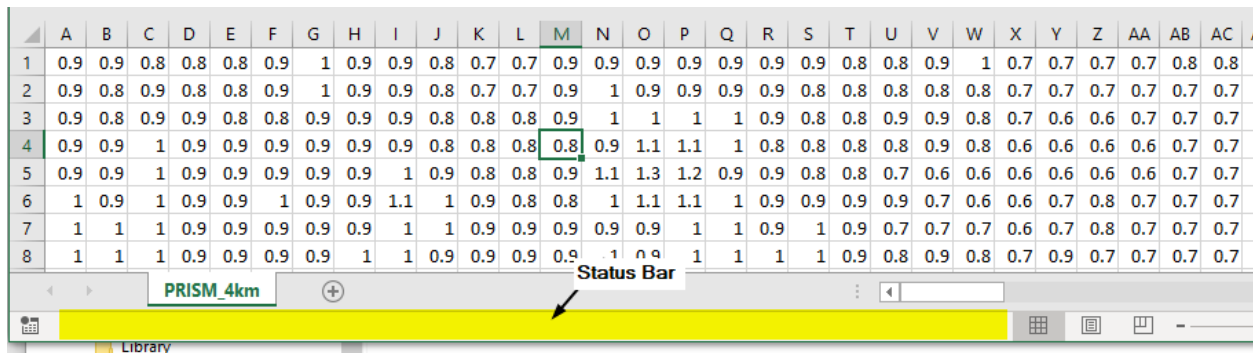 A B C D E F G H I J K L M N O P Q R S T U V W X Y Z AA AB AC
1 0.9 0.9 0.8 0.8 0.8 0.9 1 0.9 0.9 0.8 0.7 0.7 0.9 0.9 0.9 0.9 0.9 0.9 0.9 0.8 0.8 0.9 1 0.7 0.7 0.7 0.7 0.8 0.8
2 0.9 0.8 0.9 0.8 0.8 0.9 1 0.9 0.9 0.8 0.7 0.7 0.9 1 0.9 0.9 0.9 0.9 0.8 0.8 0.8 0.8 0.8 0.7 0.7 0.7 0.7 0.7 0.7
3 0.9 0.8 0.9 0.9 0.8 0.8 0.9 0.9 0.9 0.8 0.8 0.8 0.9 1 1 1 1 0.9 0.8 0.8 0.9 0.9 0.8 0.7 0.6 0.6 0.7 0.7 0.7
4 0.9 0.9 1 0.9 0.9 0.9 0.9 0.9 0.9 0.8 0.8 0.8 0.8 0.9 1.1 1.1 1 0.8 0.8 0.8 0.8 0.9 0.8 0.6 0.6 0.6 0.6 0.7 0.7
5 0.9 0.9 1 0.9 0.9 0.9 0.9 0.9 1 0.9 0.8 0.8 0.9 1.1 1.3 1.2 0.9 0.9 0.8 0.8 0.7 0.6 0.6 0.6 0.6 0.6 0.6 0.7 0.7
6 1 0.9 1 0.9 0.9 1 0.9 0.9 1.1 1 0.9 0.8 0.8 1 1.1 1.1 1 0.9 0.9 0.9 0.9 0.7 0.6 0.6 0.7 0.8 0.7 0.7 0.7
7 1 1 1 0.9 0.9 0.9 0.9 0.9 1 1 0.9 0.9 0.9 0.9 0.9 1 1 0.9 1 0.9 0.7 0.7 0.7 0.6 0.7 0.8 0.7 0.7 0.7
8 1 1 1 0.9 0.9 0.9 0.9 1 1 0.9 0.9 0.9 0.9 1 0.9 1 1 1 1 0.9 0.8 0.9 0.8 0.7 0.9 0.7 0.7 0.7 0.7
Status Bar
PRISM_4km
Library